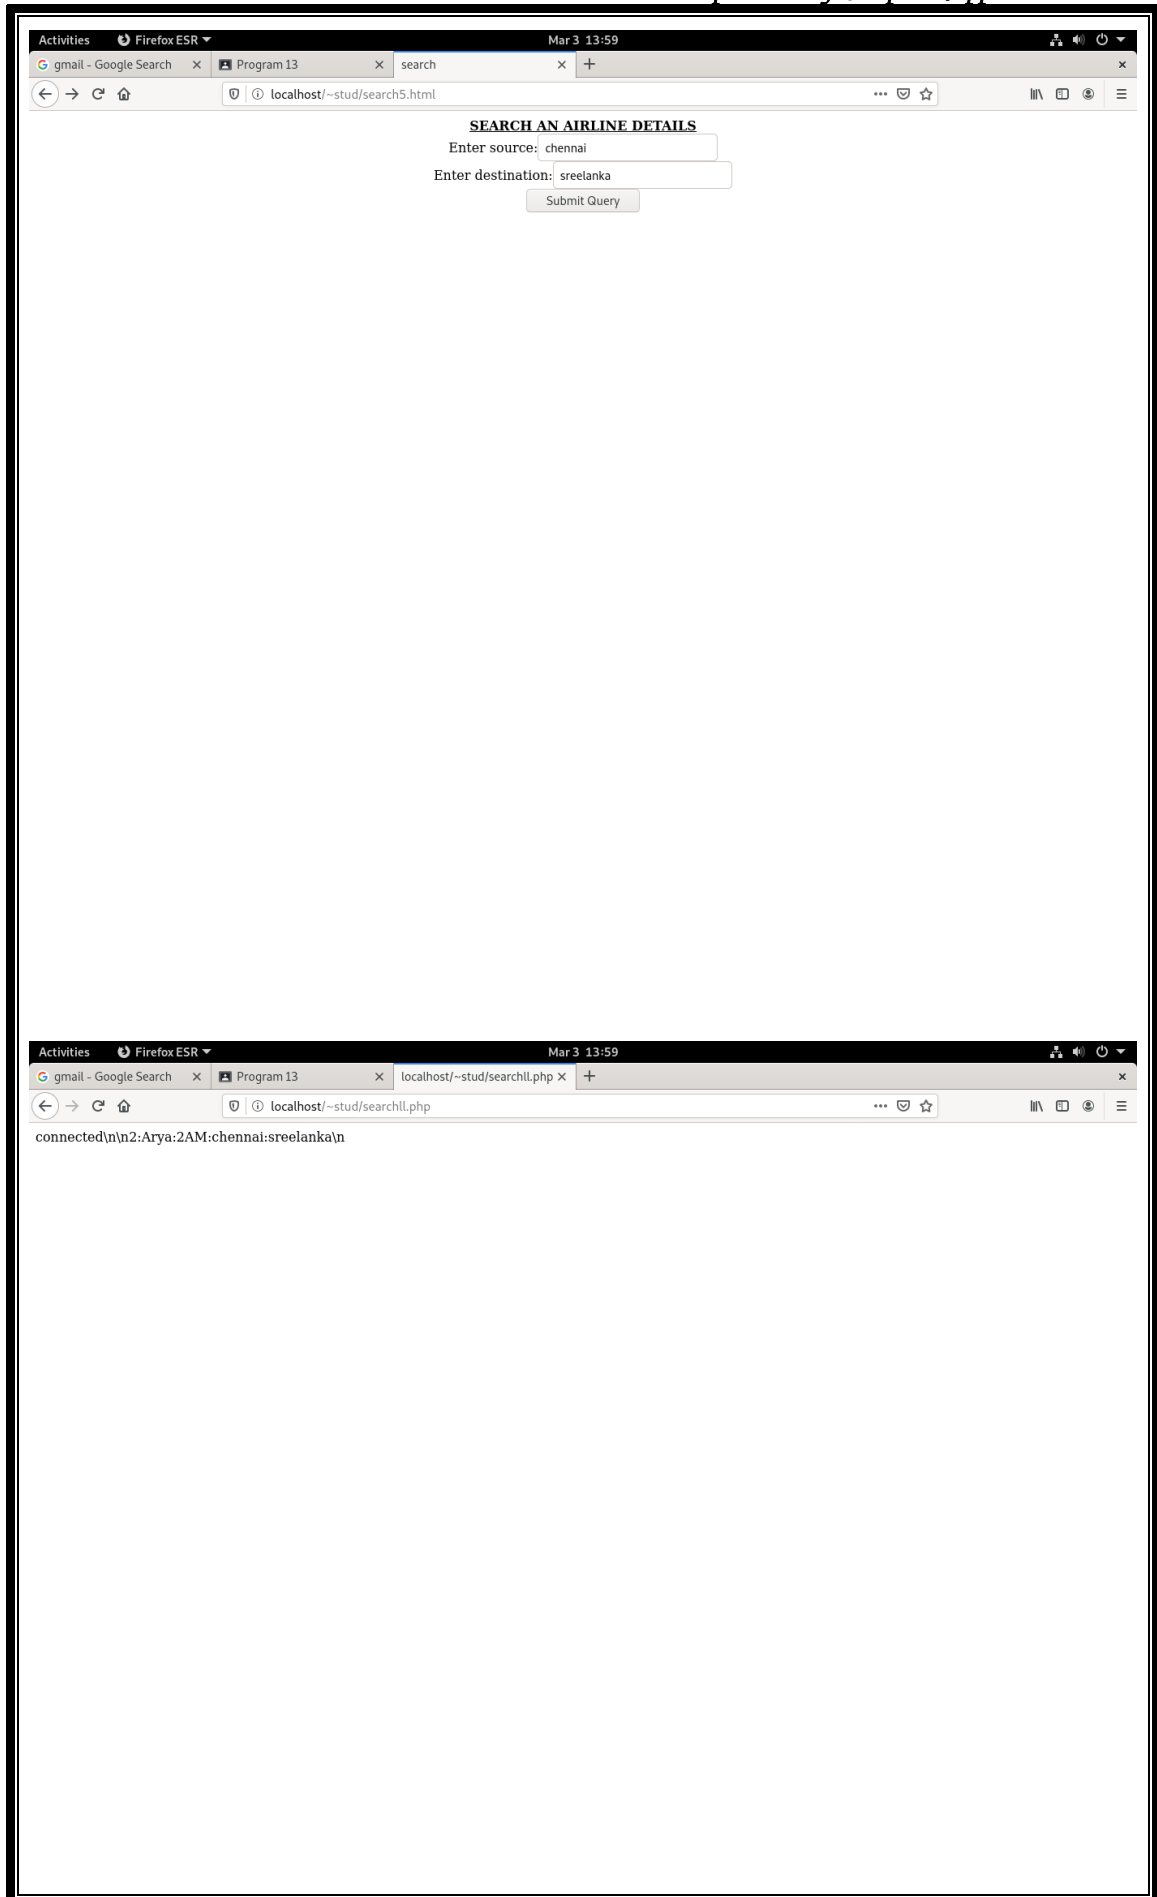 Activities Firefox ESR Mar 3 13:59
gmail - Google Search Program 13 search
localhost/~stud/search5.html
SEARCH AN AIRLINE DETAILS
Enter source: chennai
Enter destination: sreelanka
Submit Query
Activities Firefox ESR Mar 3 13:59
gmail - Google Search Program 13 localhost/~stud/searchll.php
localhost/~stud/searchll.php
connected\n\n2:Arya:2AM:chennai:sreelanka\n